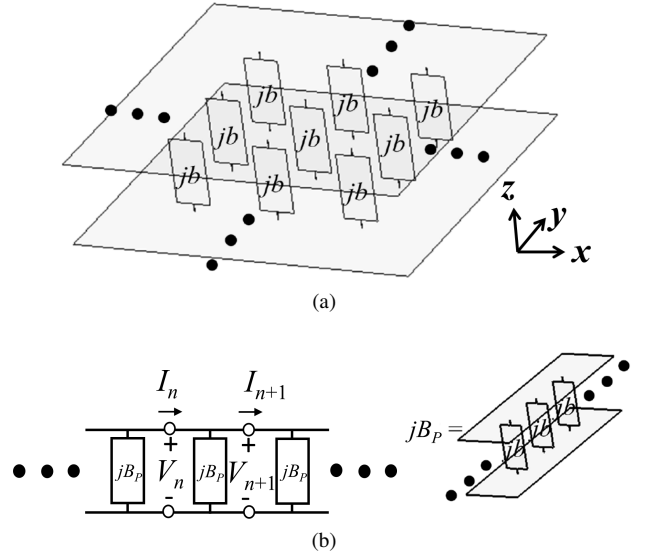 jb jb jb
jb jb jb
jb jb jb
z
y
x
(a)
I_n I_{n+1}
jB_P =
+ +
jB_P V_n jB_P V_{n+1} jB_P
- -
jb jb jb
(b)